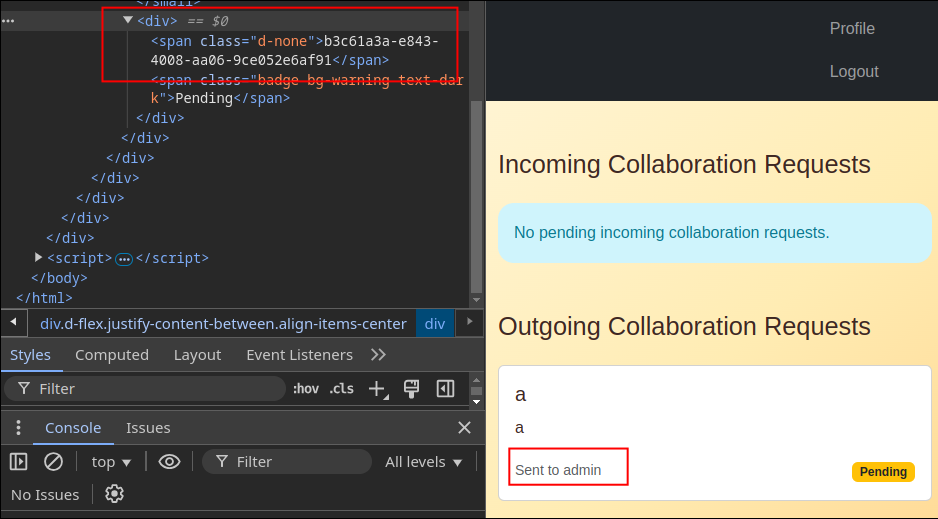 </small>
<div> == $0
<span class="d-none">b3c61a3a-e843-
4008-aa06-9ce052e6af91</span>
<span class="badge bg-warning text-dar
k">Pending</span>
</div>
</div>
</div>
</div>
</div>
</div>
</div>
<script>…</script>
</body>
</html>
div.d-flex.justify-content-between.align-items-center div
Styles Computed Layout Event Listeners
Filter :hov .cls
Console Issues
top Filter All levels
No Issues
Profile
Logout
Incoming Collaboration Requests
No pending incoming collaboration requests.
Outgoing Collaboration Requests
a
a
Sent to admin
Pending